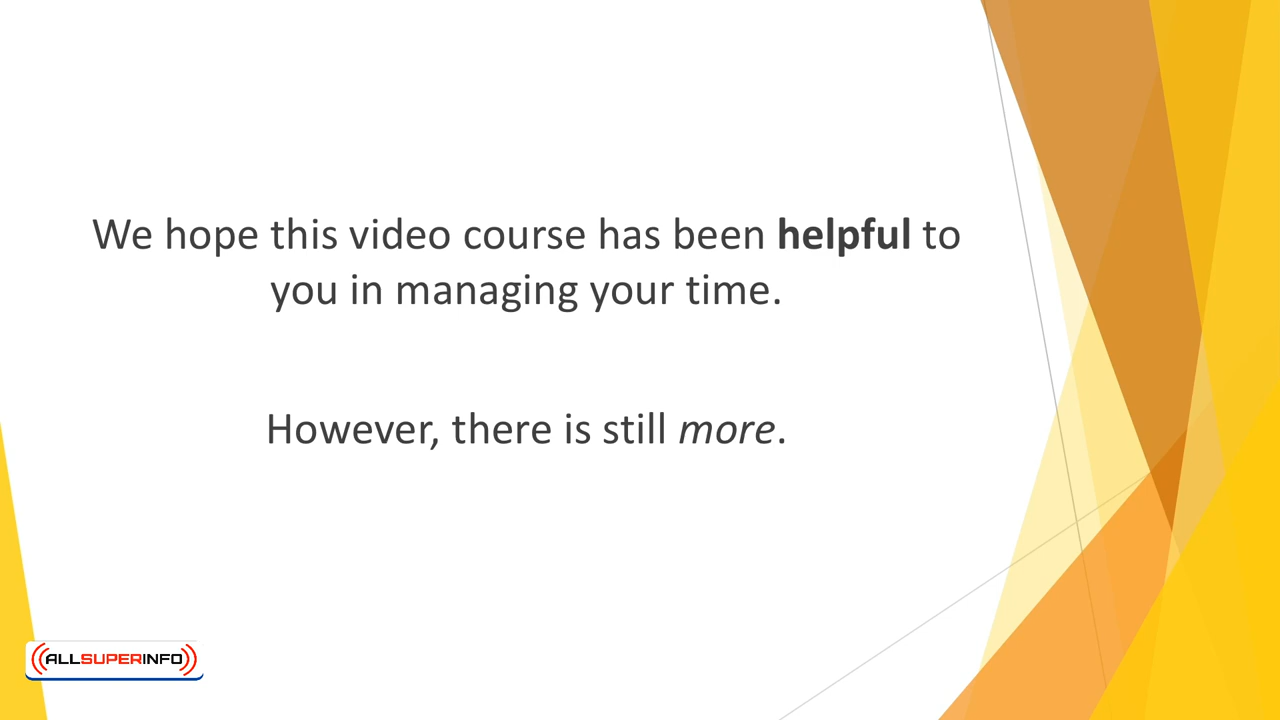 We hope this video course has been helpful to
you in managing your time.
However, there is still more.
ALLSUPERINFO